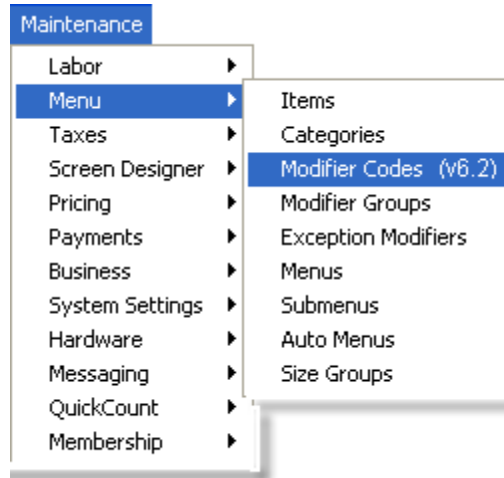 Maintenance
Labor
Menu
Taxes
Screen Designer
Pricing
Payments
Business
System Settings
Hardware
Messaging
QuickCount
Membership
Items
Categories
Modifier Codes (v6.2)
Modifier Groups
Exception Modifiers
Menus
Submenus
Auto Menus
Size Groups